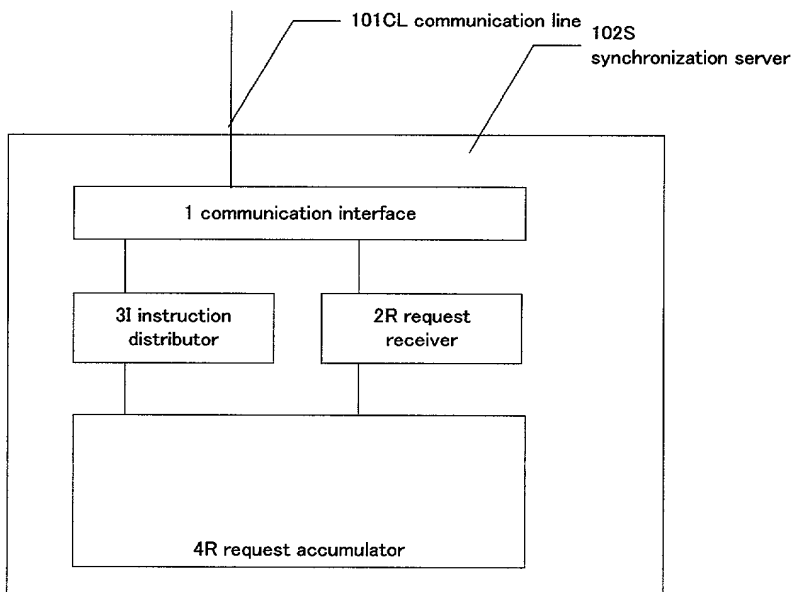 101CL communication line
102S
synchronization server
1 communication interface
3I instruction
distributor
2R request
receiver
4R request accumulator